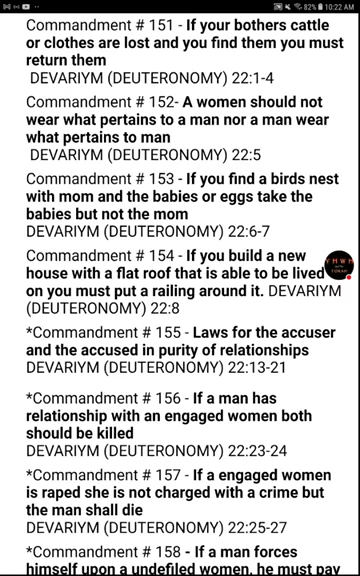 82% 10:22 AM
Commandment # 151 - If your bothers cattle
or clothes are lost and you find them you must
return them
DEVARIYM (DEUTERONOMY) 22:1-4
Commandment # 152- A women should not
wear what pertains to a man nor a man wear
what pertains to man
DEVARIYM (DEUTERONOMY) 22:5
Commandment # 153 - If you find a birds nest
with mom and the babies or eggs take the
babies but not the mom
DEVARIYM (DEUTERONOMY) 22:6-7
Commandment # 154 - If you build a new
house with a flat roof that is able to be lived
on you must put a railing around it. DEVARIYM
(DEUTERONOMY) 22:8
*Commandment # 155 - Laws for the accuser
and the accused in purity of relationships
DEVARIYM (DEUTERONOMY) 22:13-21
*Commandment # 156 - If a man has
relationship with an engaged women both
should be killed
DEVARIYM (DEUTERONOMY) 22:23-24
*Commandment # 157 - If a engaged women
is raped she is not charged with a crime but
the man shall die
DEVARIYM (DEUTERONOMY) 22:25-27
*Commandment # 158 - If a man forces
himself upon a undefiled women, he must pay